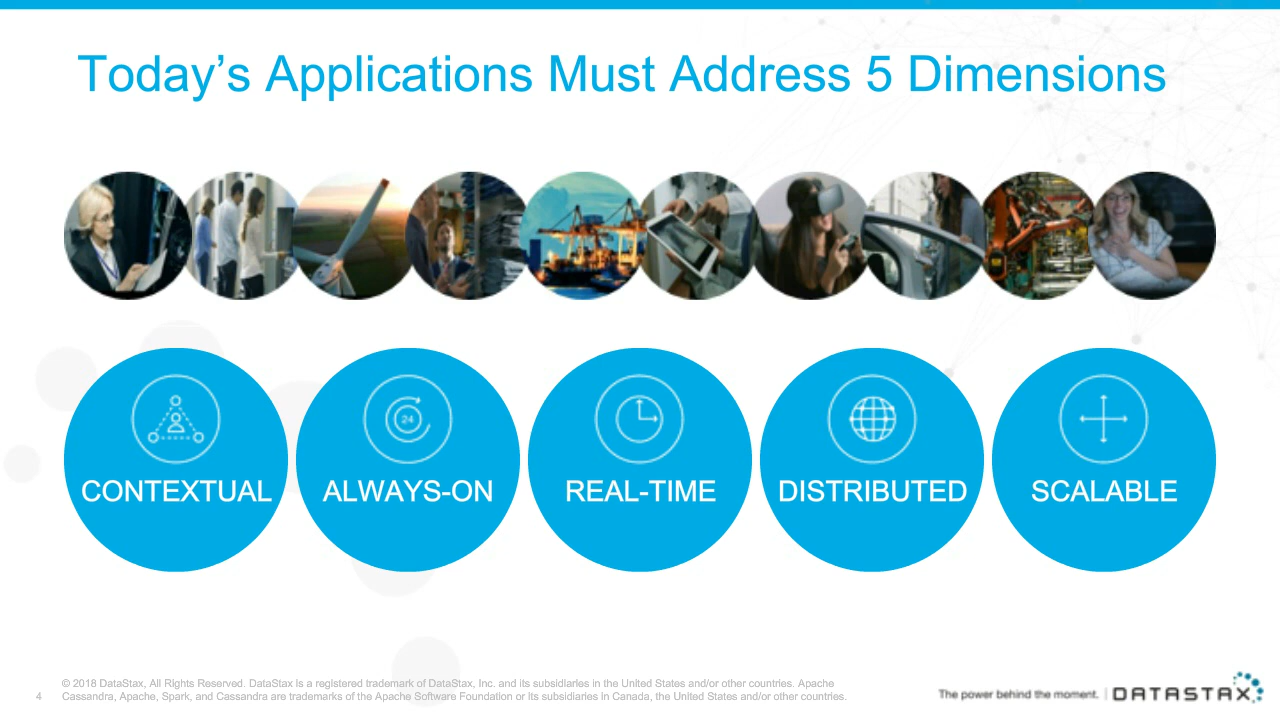 Today’s Applications Must Address 5 Dimensions
24
CONTEXTUAL
ALWAYS-ON
REAL-TIME
DISTRIBUTED
SCALABLE
© 2018 DataStax, All Rights Reserved. DataStax is a registered trademark of DataStax, Inc. and its subsidiaries in the United States and/or other countries. Apache
4 Cassandra, Apache, Spark, and Cassandra are trademarks of the Apache Software Foundation or its subsidiaries in Canada, the United States and/or other countries.
The power behind the moment. | DATASTAX